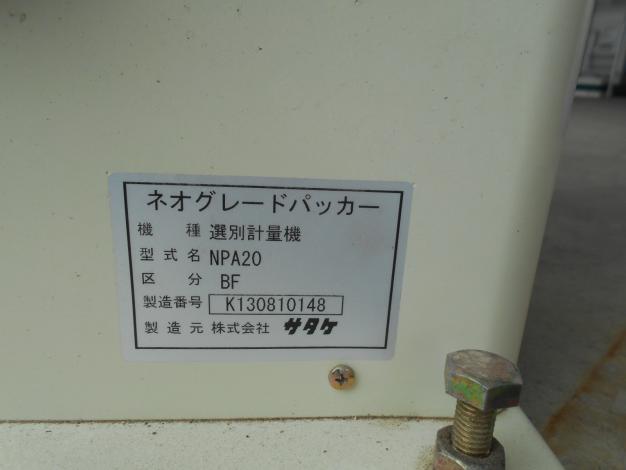 ネオグレードパッカー
機 種 選別計量機
型式名 NPA20
区 分 BF
製造番号 K130810148
製造元 株式会社 サタケ